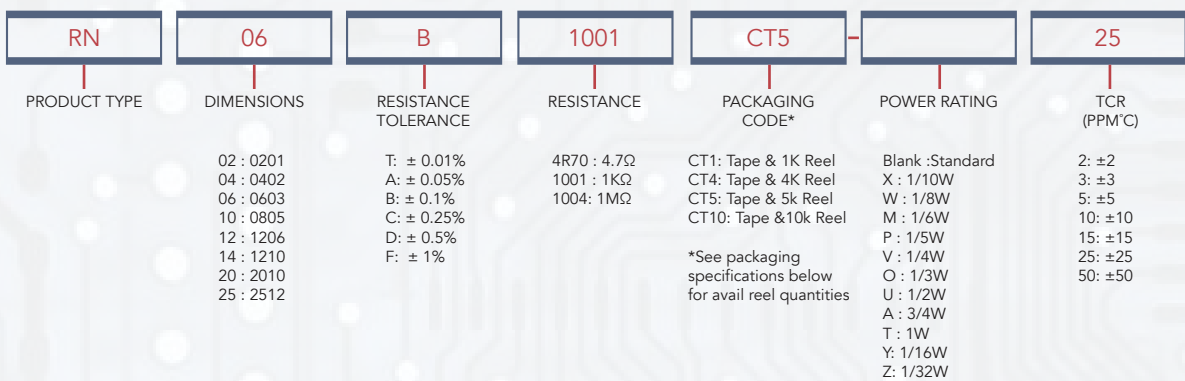 RN 06 B 1001 CT5 - 25
PRODUCT TYPE
DIMENSIONS
02 : 0201
04 : 0402
06 : 0603
10 : 0805
12 : 1206
14 : 1210
20 : 2010
25 : 2512
RESISTANCE
TOLERANCE
T: ± 0.01%
A: ± 0.05%
B: ± 0.1%
C: ± 0.25%
D: ± 0.5%
F: ± 1%
RESISTANCE
4R70 : 4.7Ω
1001 : 1KΩ
1004: 1MΩ
PACKAGING
CODE*
CT1: Tape & 1K Reel
CT4: Tape & 4K Reel
CT5: Tape & 5k Reel
CT10: Tape &10k Reel
*See packaging
specifications below
for avail reel quantities
POWER RATING
Blank :Standard
X : 1/10W
W : 1/8W
M : 1/6W
P : 1/5W
V : 1/4W
O : 1/3W
U : 1/2W
A : 3/4W
T : 1W
Y: 1/16W
Z: 1/32W
TCR
(PPM˚C)
2: ±2
3: ±3
5: ±5
10: ±10
15: ±15
25: ±25
50: ±50